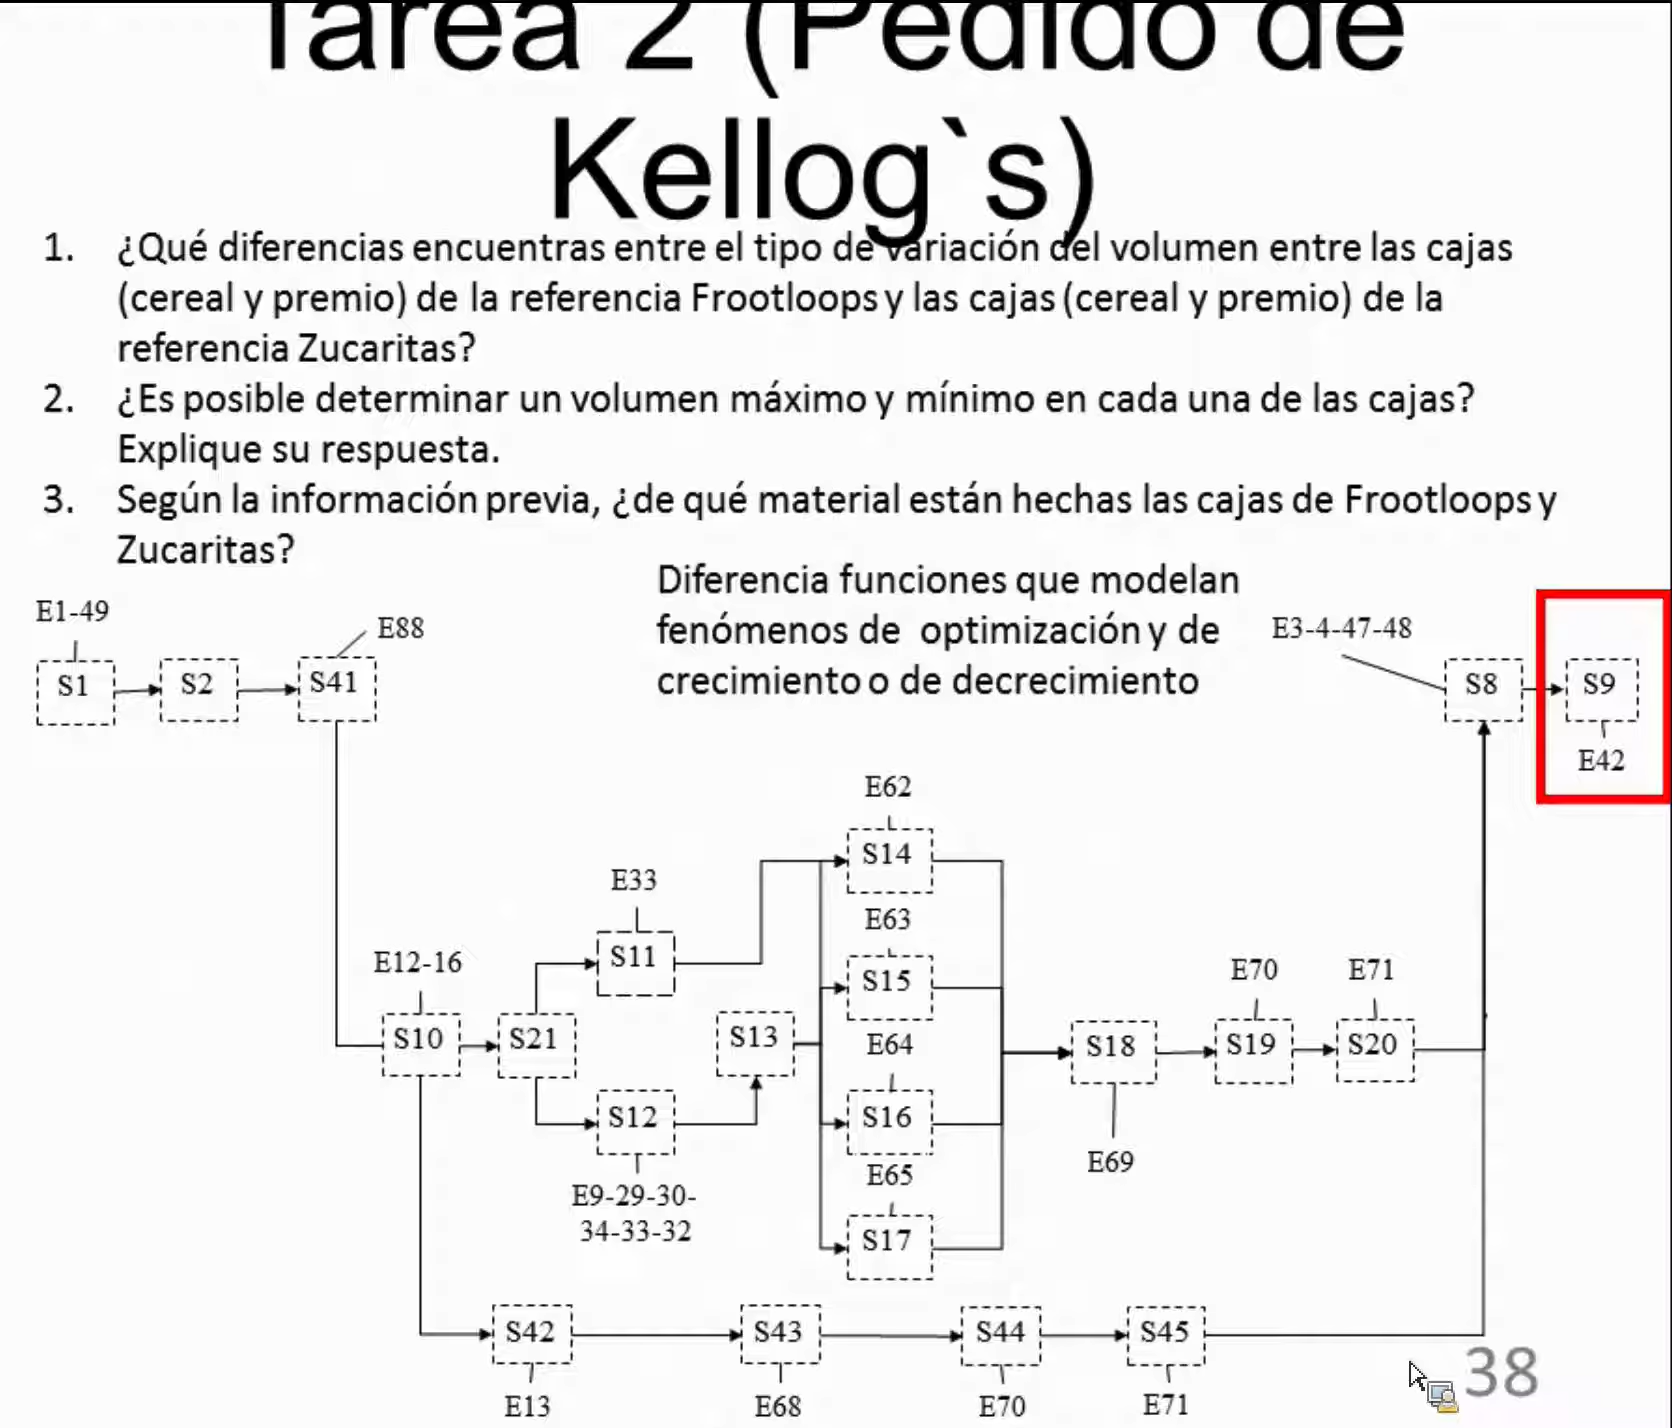 Tarea 2 (Pedido de
Kellog`s)
1. ¿Qué diferencias encuentras entre el tipo de variación del volumen entre las cajas
(cereal y premio) de la referencia Frootloops y las cajas (cereal y premio) de la
referencia Zucaritas?
2. ¿Es posible determinar un volumen máximo y mínimo en cada una de las cajas?
Explique su respuesta.
3. Según la información previa, ¿de qué material están hechas las cajas de Frootloops y
Zucaritas?
Diferencia funciones que modelan
fenómenos de optimización y de
crecimiento o de decrecimiento
E1-49
E88
E3-4-47-48
S1
S2
S41
S8
S9
E42
E62
S14
E33
E63
S11
S15
E12-16
E70
E71
S10
S21
S13
E64
S18
S19
S20
S12
S16
E69
E65
E9-29-30-
34-33-32
S17
S42
S43
S44
S45
E13
E68
E70
E71
38